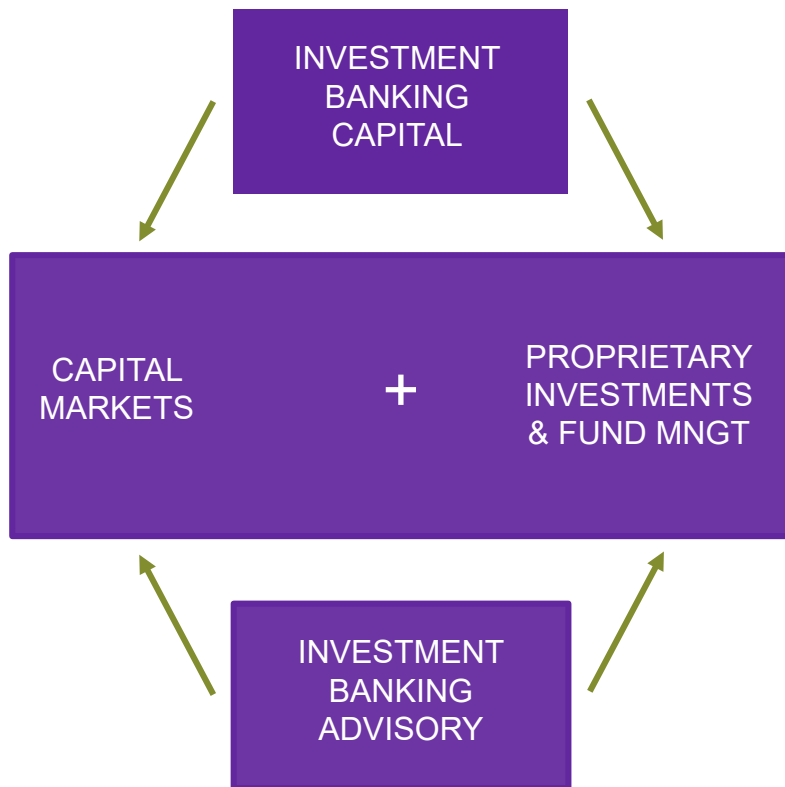 INVESTMENT
BANKING
CAPITAL
CAPITAL
MARKETS
+
PROPRIETARY
INVESTMENTS
& FUND MNGT
INVESTMENT
BANKING
ADVISORY